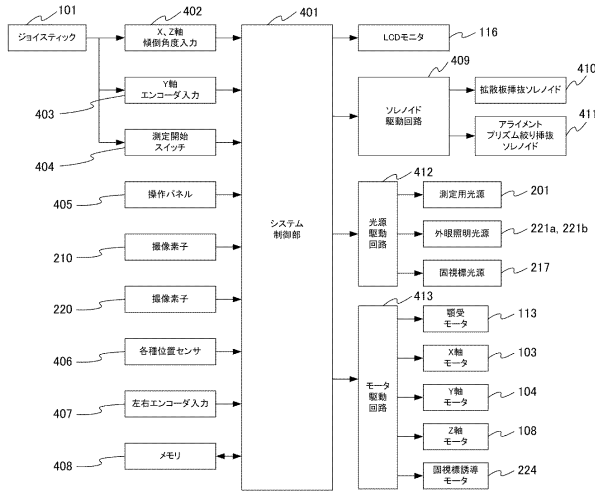 101
402
401
ジョイスティック
X、Z軸
傾倒角度入力
LCDモニタ
116
409
410
403
Y軸
エンコーダ入力
ソレノイド
駆動回路
拡散板挿抜ソレノイド
404
測定開始
スイッチ
アライメント
プリズム絞り挿抜
ソレノイド
411
412
405
操作パネル
システム
制御部
光源
駆動
回路
測定用光源
201
210
撮像素子
外眼照明光源
221a, 221b
220
撮像素子
固視標光源
217
413
406
各種位置センサ
モータ
駆動
回路
顎受
モータ
113
X軸
モータ
103
407
左右エンコーダ入力
Y軸
モータ
104
408
メモリ
Z軸
モータ
108
固視標誘導
モータ
224